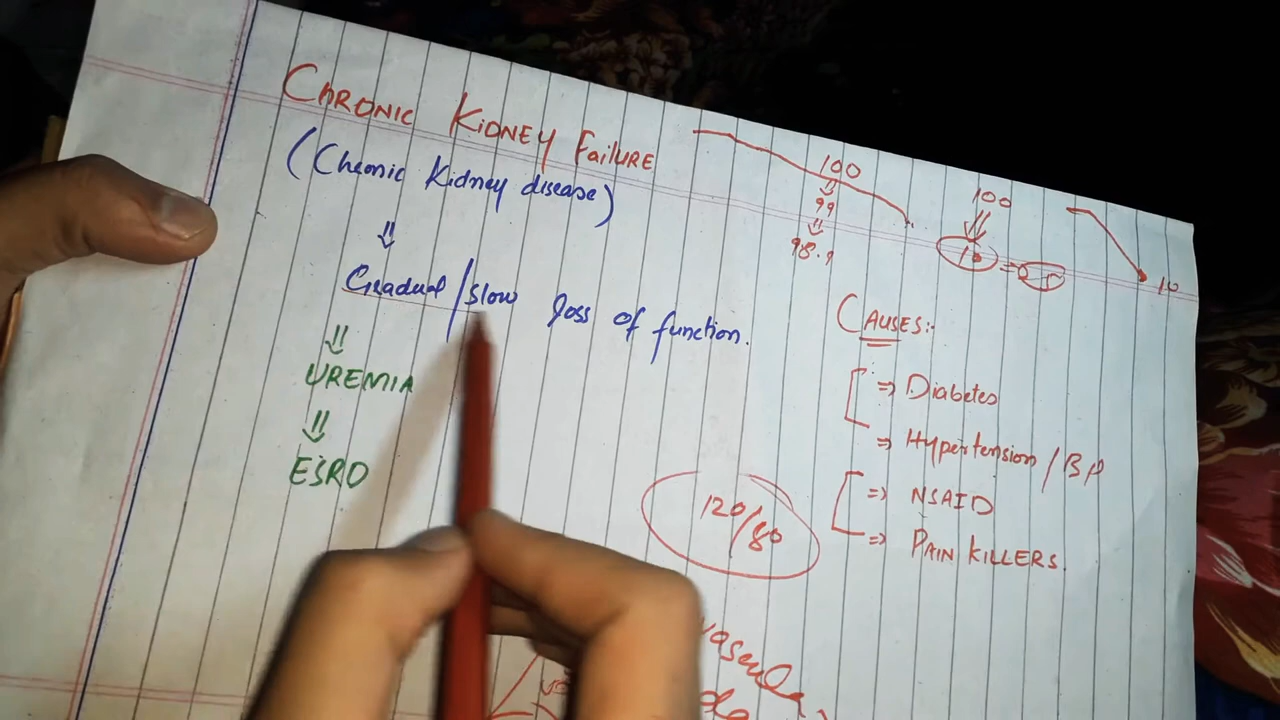 CHRONIC KIDNEY FAILURE
(Chronic Kidney disease)
⇓
Gradual/slow loss of function.
⇓
UREMIA
⇓
ESRD
100
⇓
99
⇓
98.9
100
10
CAUSES:-
⇒ Diabetes
⇒ Hypertension/BP
⇒ NSAID
⇒ PAIN KILLERS
120/80
vascula